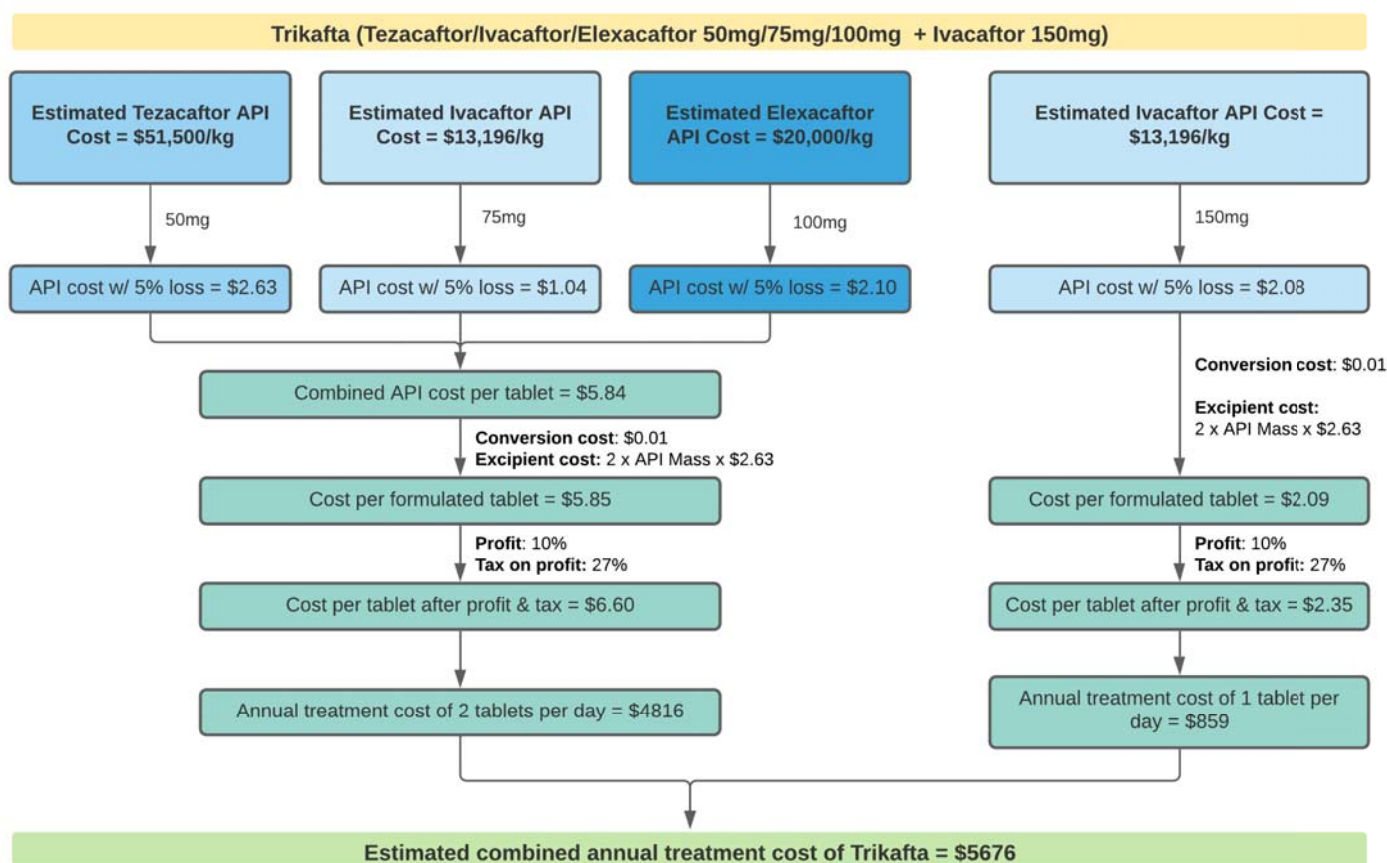 Trikafta (Tezacaftor/Ivacaftor/Elexacaftor 50mg/75mg/100mg + Ivacaftor 150mg)
Estimated Tezacaftor API
Cost = $51,500/kg
Estimated Ivacaftor API
Cost = $13,196/kg
Estimated Elexacaftor
API Cost = $20,000/kg
Estimated Ivacaftor API Cost =
$13,196/kg
50mg
75mg
100mg
150mg
API cost w/ 5% loss = $2.63
API cost w/ 5% loss = $1.04
API cost w/ 5% loss = $2.10
API cost w/ 5% loss = $2.08
Combined API cost per tablet = $5.84
Conversion cost: $0.01
Excipient cost: 2 x API Mass x $2.63
Conversion cost: $0.01
Excipient cost:
2 x API Mass x $2.63
Cost per formulated tablet = $5.85
Cost per formulated tablet = $2.09
Profit: 10%
Tax on profit: 27%
Profit: 10%
Tax on profit: 27%
Cost per tablet after profit & tax = $6.60
Cost per tablet after profit & tax = $2.35
Annual treatment cost of 2 tablets per day = $4816
Annual treatment cost of 1 tablet per
day = $859
Estimated combined annual treatment cost of Trikafta = $5676